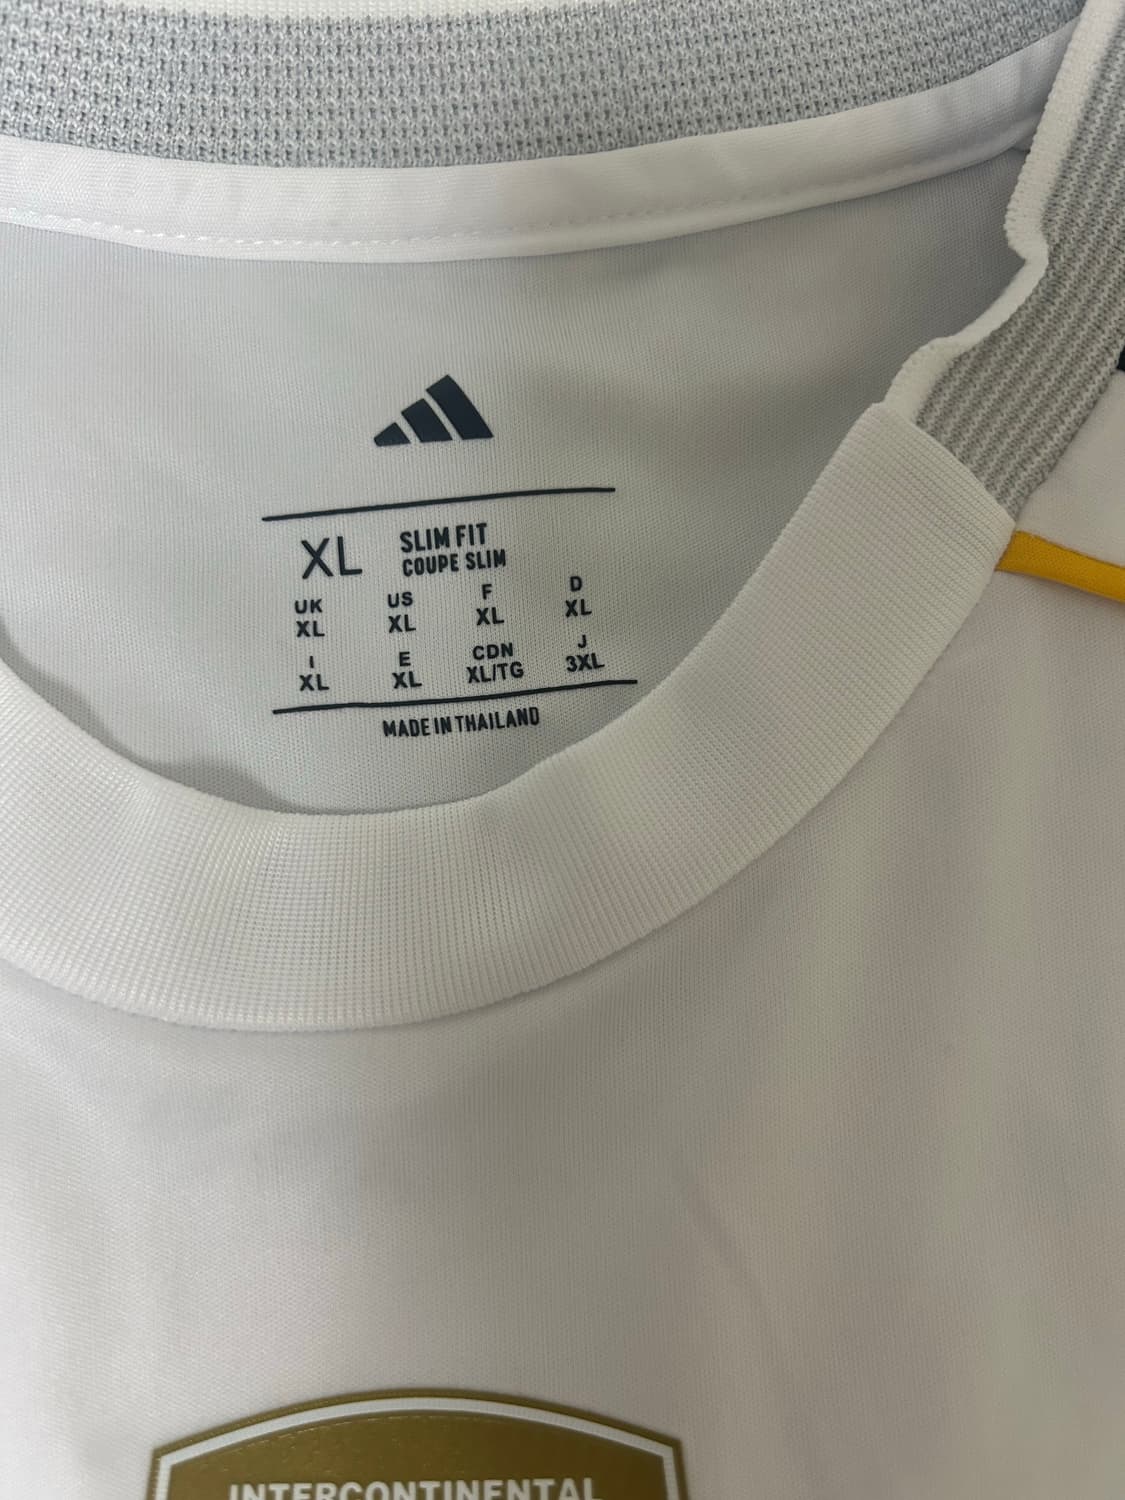 XL SLIM FIT
COUPE SLIM
UK US F D
XL XL XL XL
I E CDN J
XL XL XL/TG 3XL
MADE IN THAILAND
INTERCONTINENTAL